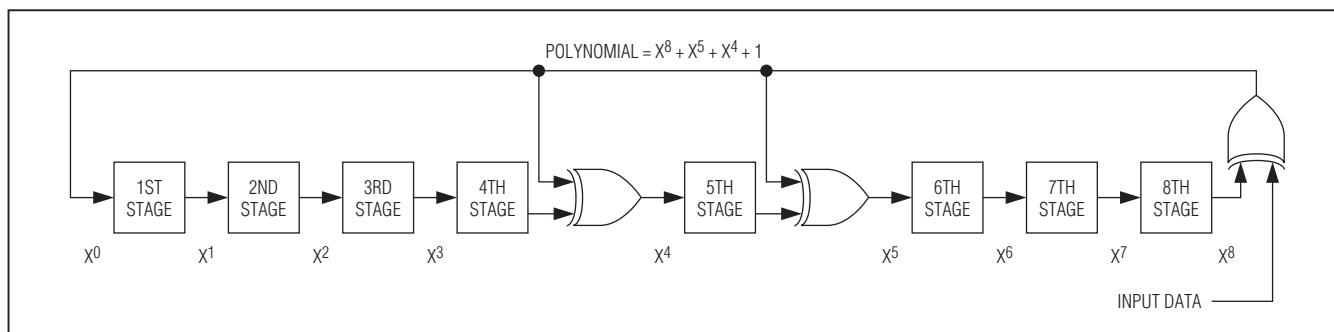 POLYNOMIAL = X⁸ + X⁵ + X⁴ + 1
1ST
STAGE
2ND
STAGE
3RD
STAGE
4TH
STAGE
5TH
STAGE
6TH
STAGE
7TH
STAGE
8TH
STAGE
X⁰
X¹
X²
X³
X⁴
X⁵
X⁶
X⁷
X⁸
INPUT DATA